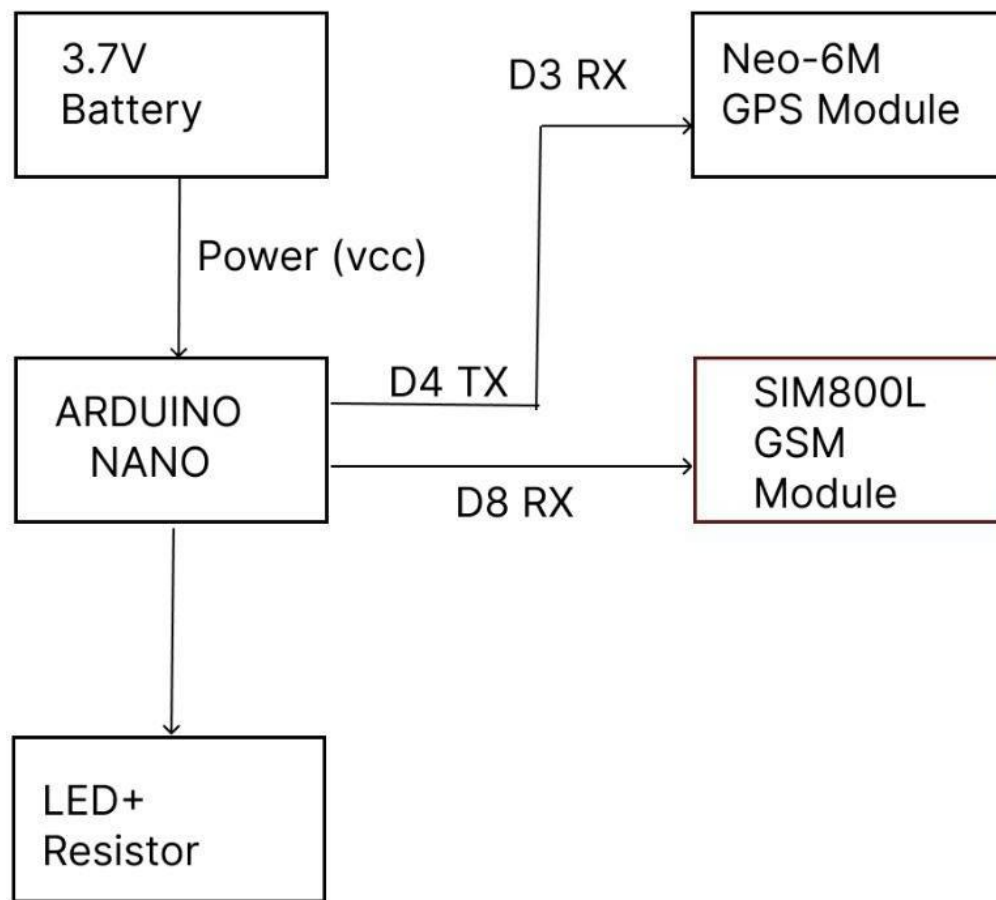 3.7V
Battery
D3 RX
Neo-6M
GPS Module
Power (vcc)
ARDUINO
NANO
D4 TX
D8 RX
SIM800L
GSM
Module
LED+
Resistor